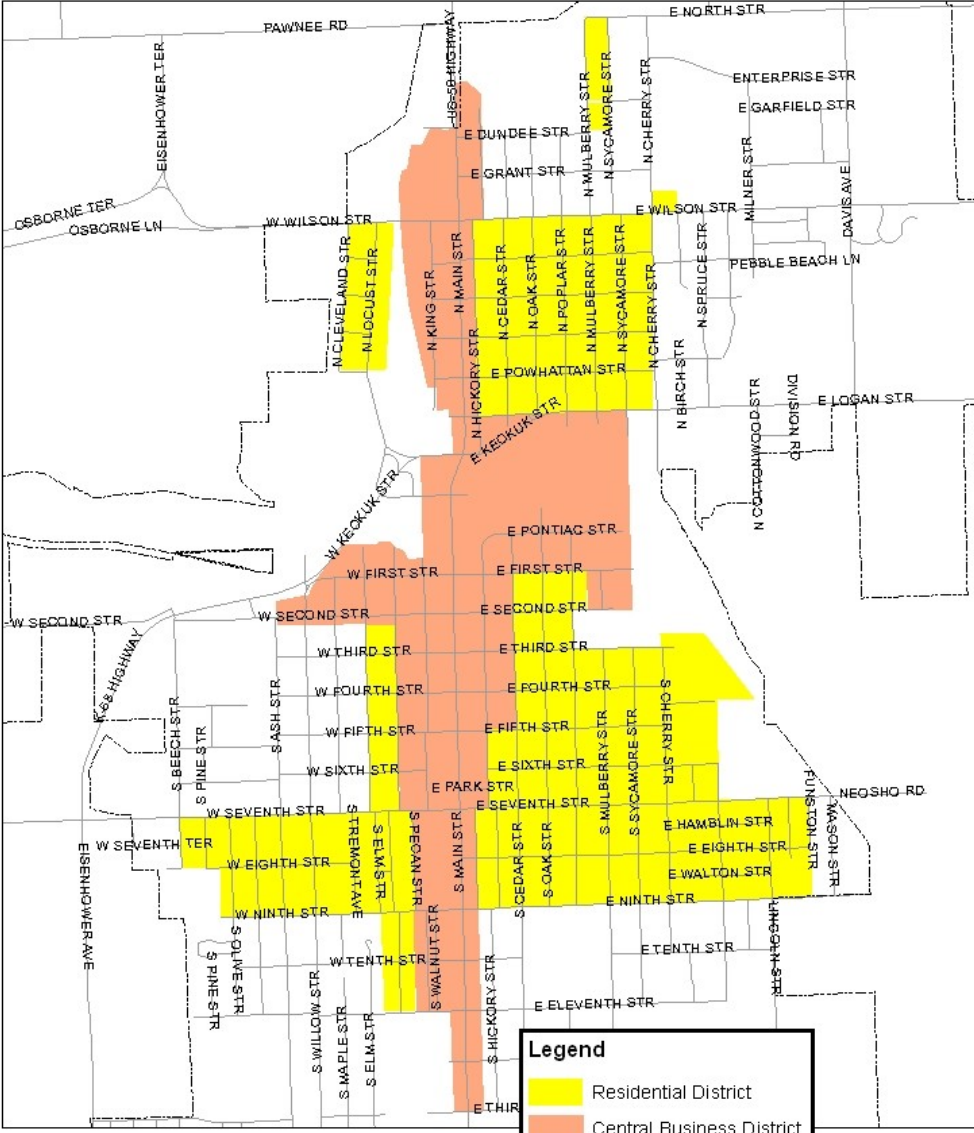 E NORTH STR
PAWNEE RD
US-59 HIGHWAY
EISENHOWER TER
N MULBERRY STR
N SYCAMORE STR
N CHERRY STR
ENTERPRISE STR
E GARFIELD STR
E DUNDEE STR
E GRANT STR
MILNER STR
DAVIS AVE
OSBORNE TER
OSBORNE LN
W WILSON STR
E WILSON STR
N CLEVELAND STR
N LOCUST STR
N KING STR
N MAIN STR
N HICKORY STR
N CEDAR STR
N OAK STR
N POPLAR STR
N MULBERRY STR
N SYCAMORE STR
N CHERRY STR
N SPRUCE STR
PEBBLE BEACH LN
N BIRCH STR
E POWHATTAN STR
N COTTONWOOD STR
DIVISION RD
E LOGAN STR
E KEOKUK STR
W KEOKUK STR
E PONTIAC STR
W FIRST STR
E FIRST STR
W SECOND STR
W SECOND STR
E SECOND STR
K-68 HIGHWAY
W THIRD STR
E THIRD STR
W FOURTH STR
E FOURTH STR
S BEECH STR
S PINE STR
S ASH STR
W FIFTH STR
E FIFTH STR
S MULBERRY STR
S SYCAMORE STR
S CHERRY STR
W SIXTH STR
E SIXTH STR
E PARK STR
W SEVENTH STR
E SEVENTH STR
NEOSHO RD
FUNSTON STR
MASON STR
W SEVENTH TER
E HAMBLIN STR
W EIGHTH STR
E EIGHTH STR
E WALTON STR
S TREMONT AVE
S ELM STR
S PECAN STR
S MAIN STR
S CEDAR STR
S OAK STR
EISENHOWER AVE
W NINTH STR
E NINTH STR
LINCOLN STR
S PINE STR
S OLIVE STR
W TENTH STR
E TENTH STR
S WALNUT STR
S HICKORY STR
S WILLOW STR
S MAPLE STR
S ELM STR
E ELEVENTH STR
E THIR
Legend
Residential District
Central Business District